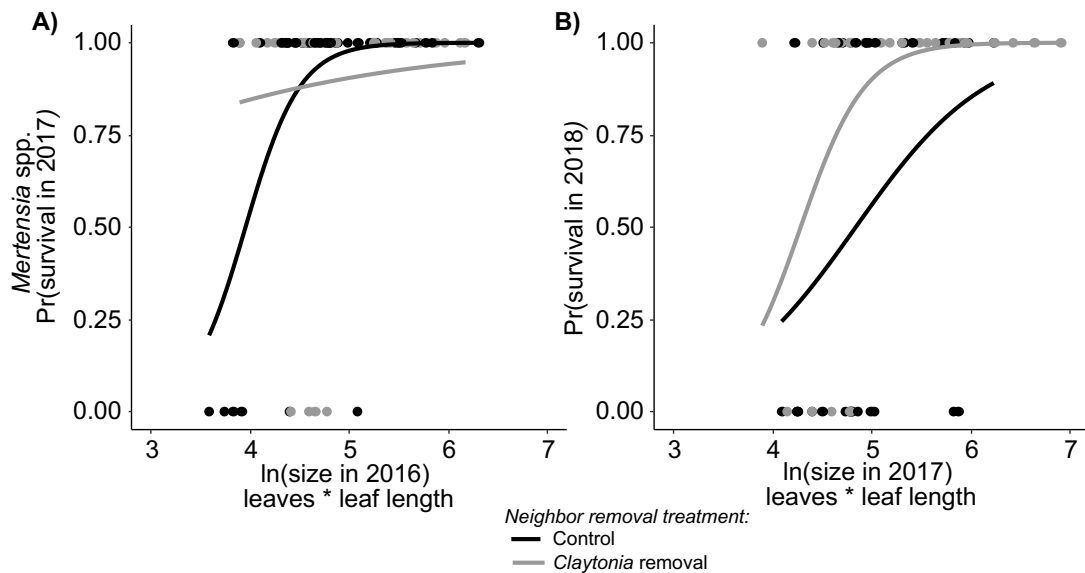 A)
Mertensia spp.
Pr(survival in 2017)
1.00
0.75
0.50
0.25
0.00
3 4 5 6 7
ln(size in 2016)
leaves * leaf length
B)
Pr(survival in 2018)
1.00
0.75
0.50
0.25
0.00
3 4 5 6 7
ln(size in 2017)
leaves * leaf length
Neighbor removal treatment:
Control
Claytonia removal